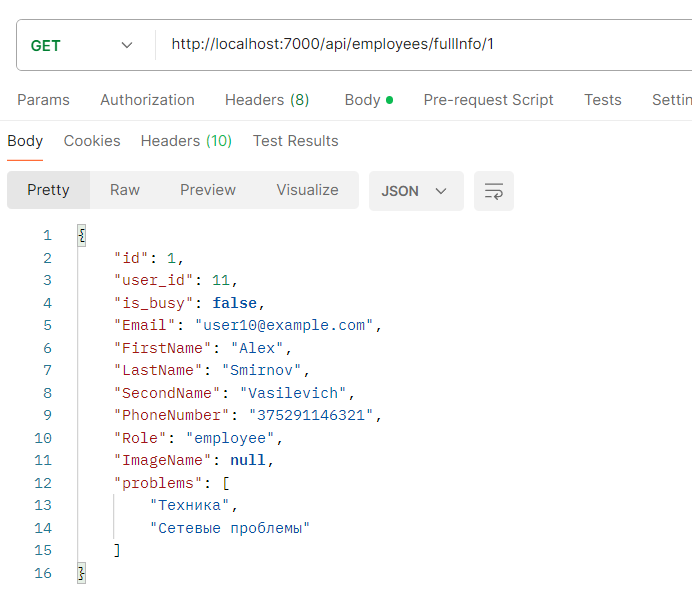 GET http://localhost:7000/api/employees/fullInfo/1
Params Authorization Headers (8) Body Pre-request Script Tests Settin
Body Cookies Headers (10) Test Results
Pretty Raw Preview Visualize JSON
1 {
2 "id": 1,
3 "user_id": 11,
4 "is_busy": false,
5 "Email": "user10@example.com",
6 "FirstName": "Alex",
7 "LastName": "Smirnov",
8 "SecondName": "Vasilevich",
9 "PhoneNumber": "375291146321",
10 "Role": "employee",
11 "ImageName": null,
12 "problems": [
13 "Техника",
14 "Сетевые проблемы"
15 ]
16 }